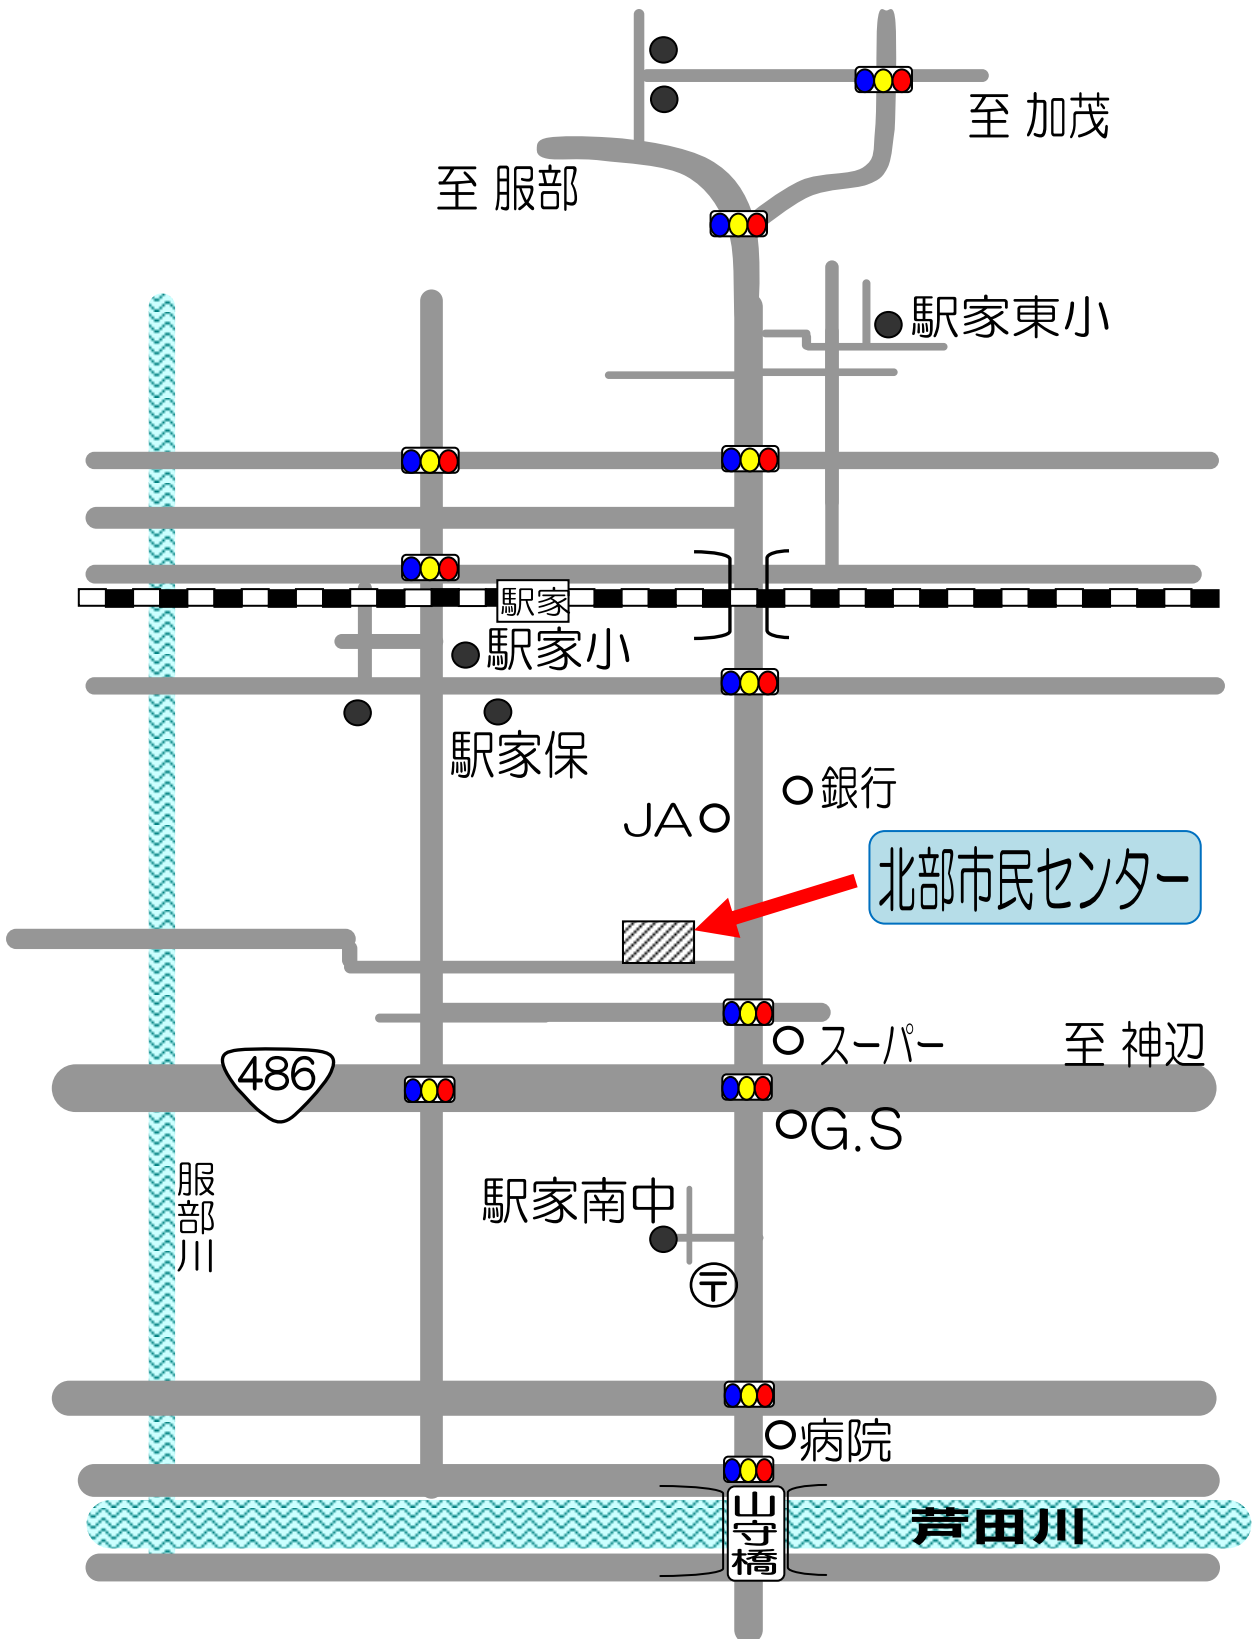 至 加茂
至 服部
駅家東小
駅家
駅家小
駅家保
銀行
JA
北部市民センター
スーパー
至 神辺
486
G.S
服部川
駅家南中
〒
病院
山守橋
芦田川